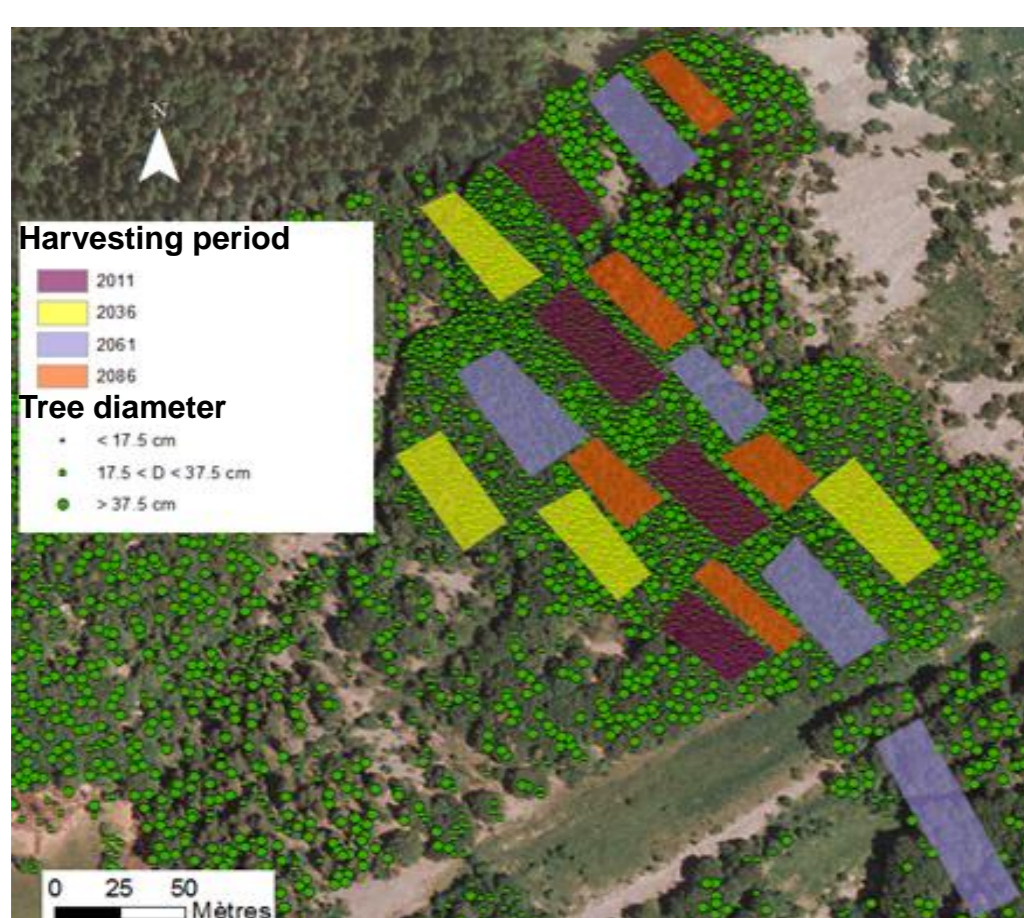 N
Harvesting period
2011
2036
2061
2086
Tree diameter
< 17.5 cm
17.5 < D < 37.5 cm
> 37.5 cm
0 25 50
Mètres